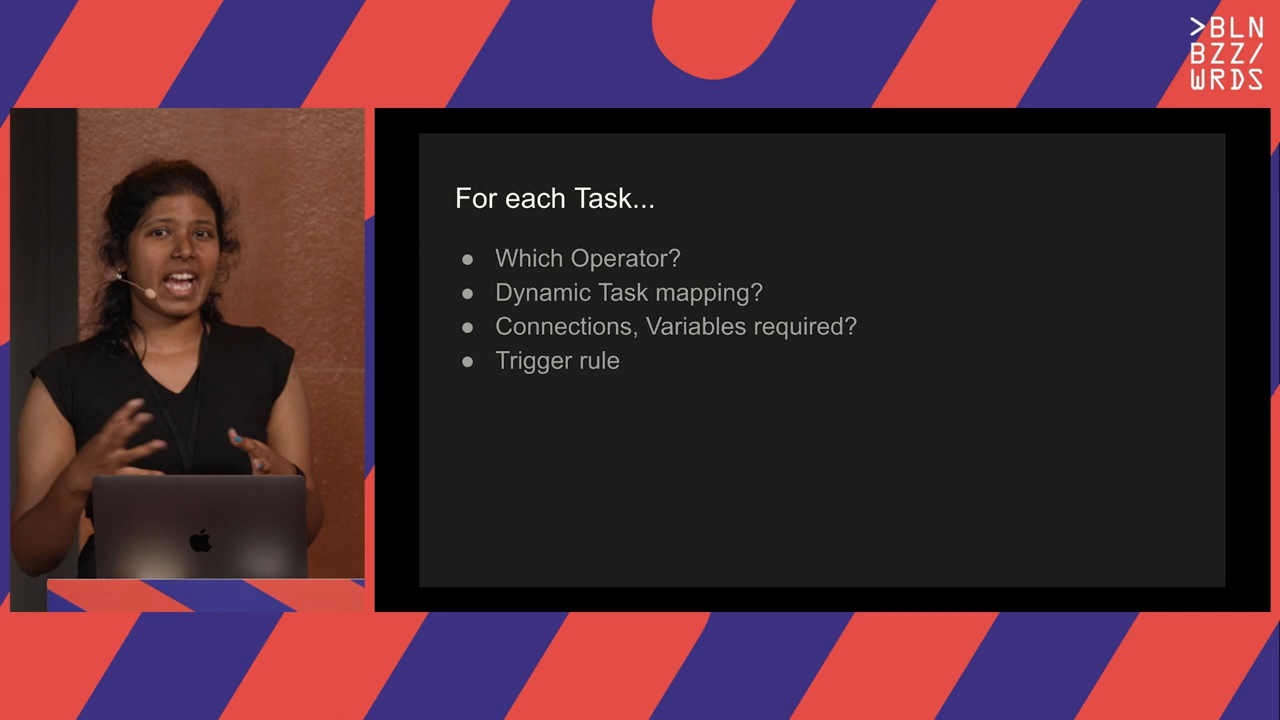 >BLN
BZZ/
WRDS
For each Task...
● Which Operator?
● Dynamic Task mapping?
● Connections, Variables required?
● Trigger rule